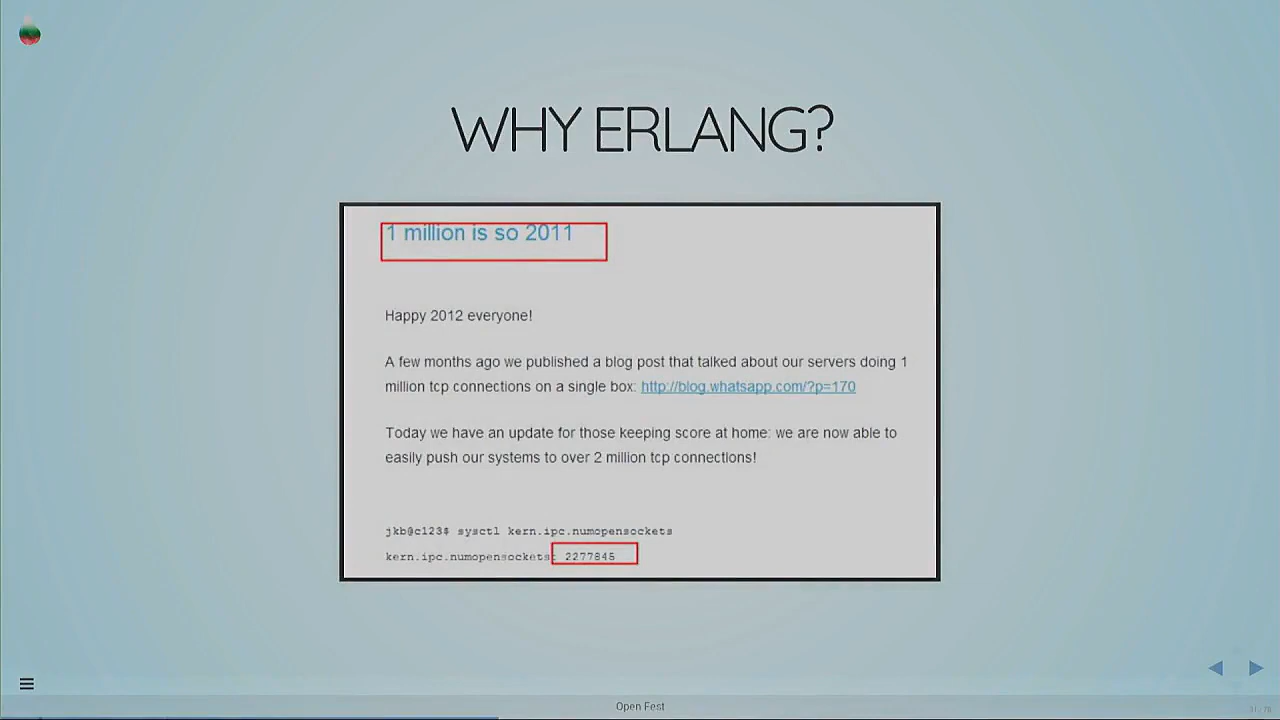 WHY ERLANG?
1 million is so 2011
Happy 2012 everyone!
A few months ago we published a blog post that talked about our servers doing 1
million tcp connections on a single box: http://blog.whatsapp.com/?p=170
Today we have an update for those keeping score at home: we are now able to
easily push our systems to over 2 million tcp connections!
jkb@c123$ sysctl kern.ipc.numopensockets
kern.ipc.numopensockets: 2277845
Open Fest